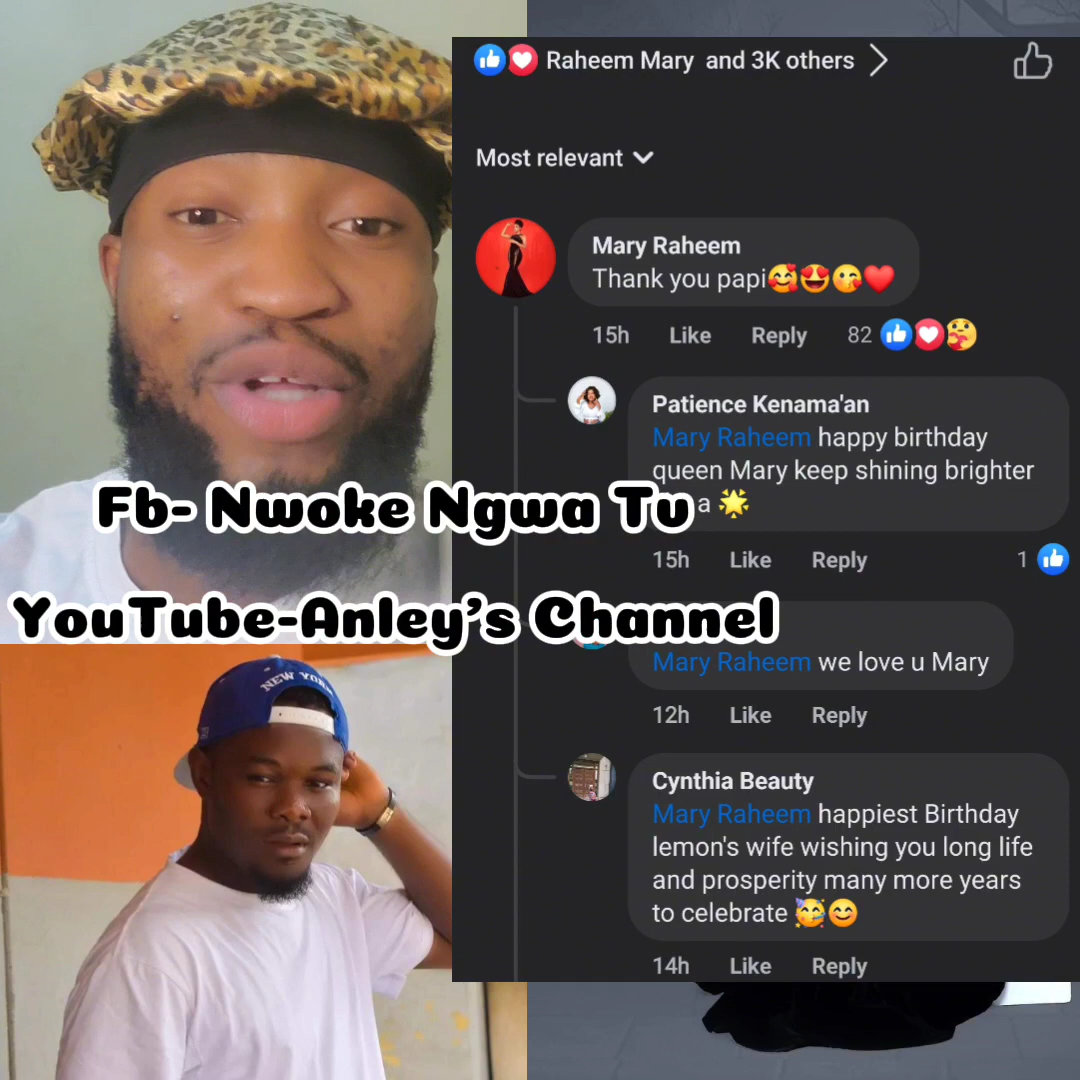 Raheem Mary and 3K others
Most relevant
Mary Raheem
Thank you papi🥰😍😘❤️
15h Like Reply 82
Patience Kenama'an
Mary Raheem happy birthday
queen Mary keep shining brighter
a 🌟
15h Like Reply 1
Fb- Nwoke Ngwa Tu
YouTube-Anley's Channel
Mary Raheem we love u Mary
12h Like Reply
NEW YORK
Cynthia Beauty
Mary Raheem happiest Birthday
lemon's wife wishing you long life
and prosperity many more years
to celebrate 🥳😊
14h Like Reply